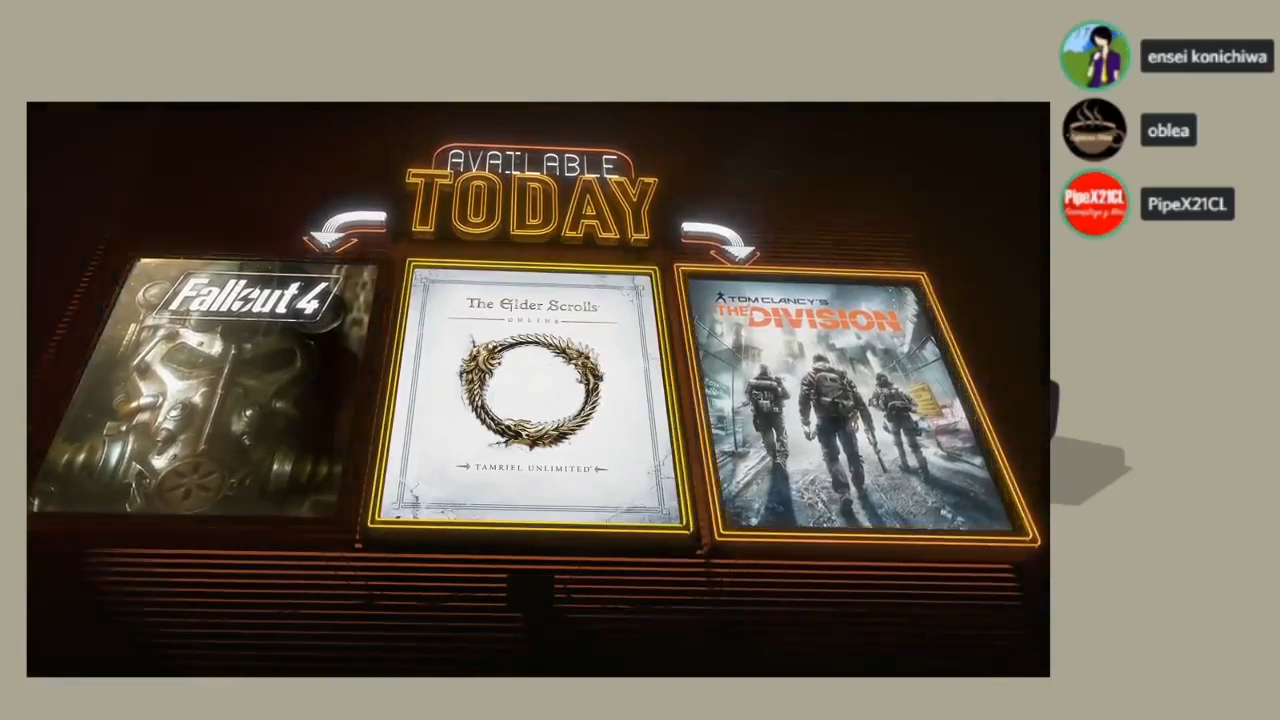 ensei konichiwa
oblea
PipeX21CL
PipeX21CL
AVAILABLE
TODAY
Fallout 4
The Elder Scrolls
ONLINE
TAMRIEL UNLIMITED
TOM CLANCY'S
THE DIVISION